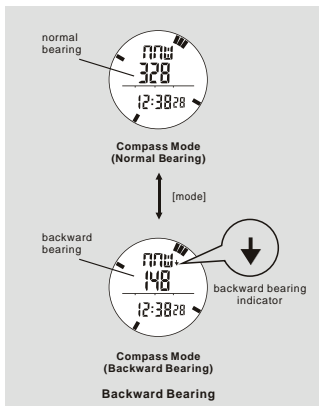 normal
bearing
NNW
328
12:38 28
Compass Mode
(Normal Bearing)
[mode]
backward
bearing
NNW
148
12:38 28
backward bearing
indicator
Compass Mode
(Backward Bearing)
Backward Bearing